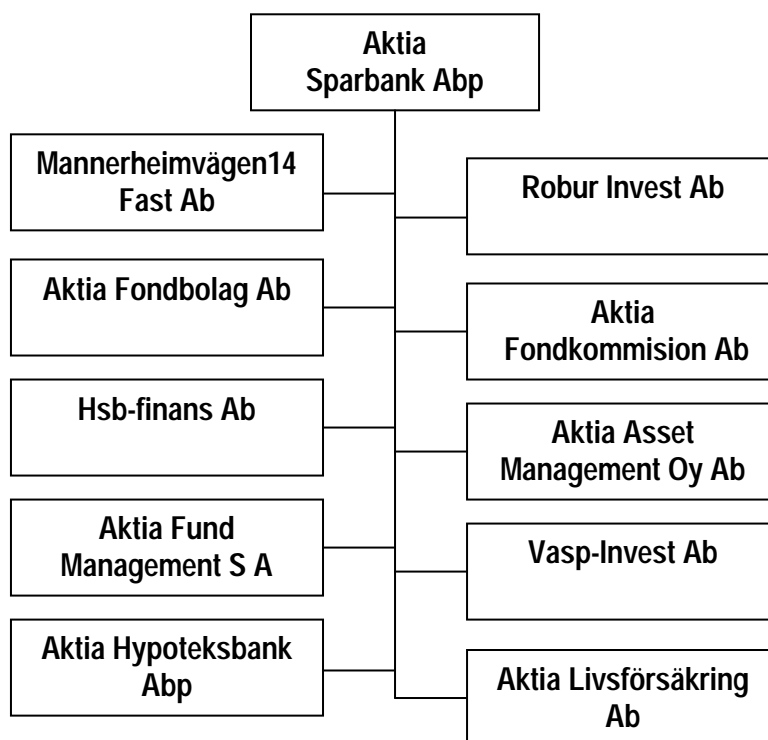 Aktia
Sparbank Abp
Mannerheimvägen14
Fast Ab
Robur Invest Ab
Aktia Fondbolag Ab
Aktia
Fondkommision Ab
Hsb-finans Ab
Aktia Asset
Management Oy Ab
Aktia Fund
Management S A
Vasp-Invest Ab
Aktia Hypoteksbank
Abp
Aktia Livsförsäkring
Ab